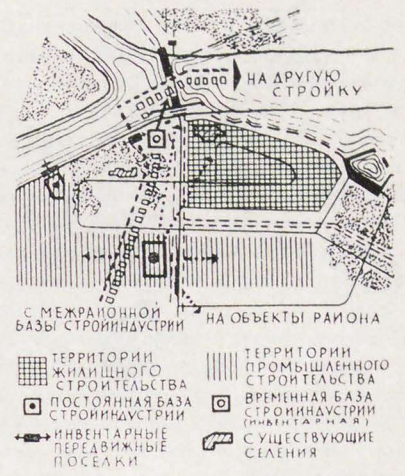 НА ДРУГУЮ
СТРОЙКУ
С МЕЖРАЙОННОЙ
БАЗЫ СТРОЙИНДУСТРИИ
НА ОБЪЕКТЫ РАЙОНА
ТЕРРИТОРИИ
ЖИЛИЩНОГО
СТРОИТЕЛЬСТВА
ТЕРРИТОРИИ
ПРОМЫШЛЕННОГО
СТРОИТЕЛЬСТВА
ПОСТОЯННАЯ БАЗА
СТРОЙИНДУСТРИИ
ВРЕМЕННАЯ БАЗА
СТРОЙИНДУСТРИИ
(ИНВЕНТАРНАЯ)
ИНВЕНТАРНЫЕ
ПЕРЕДВИЖНЫЕ
ПОСЕЛКИ
СУЩЕСТВУЮЩИЕ
СЕЛЕНИЯ